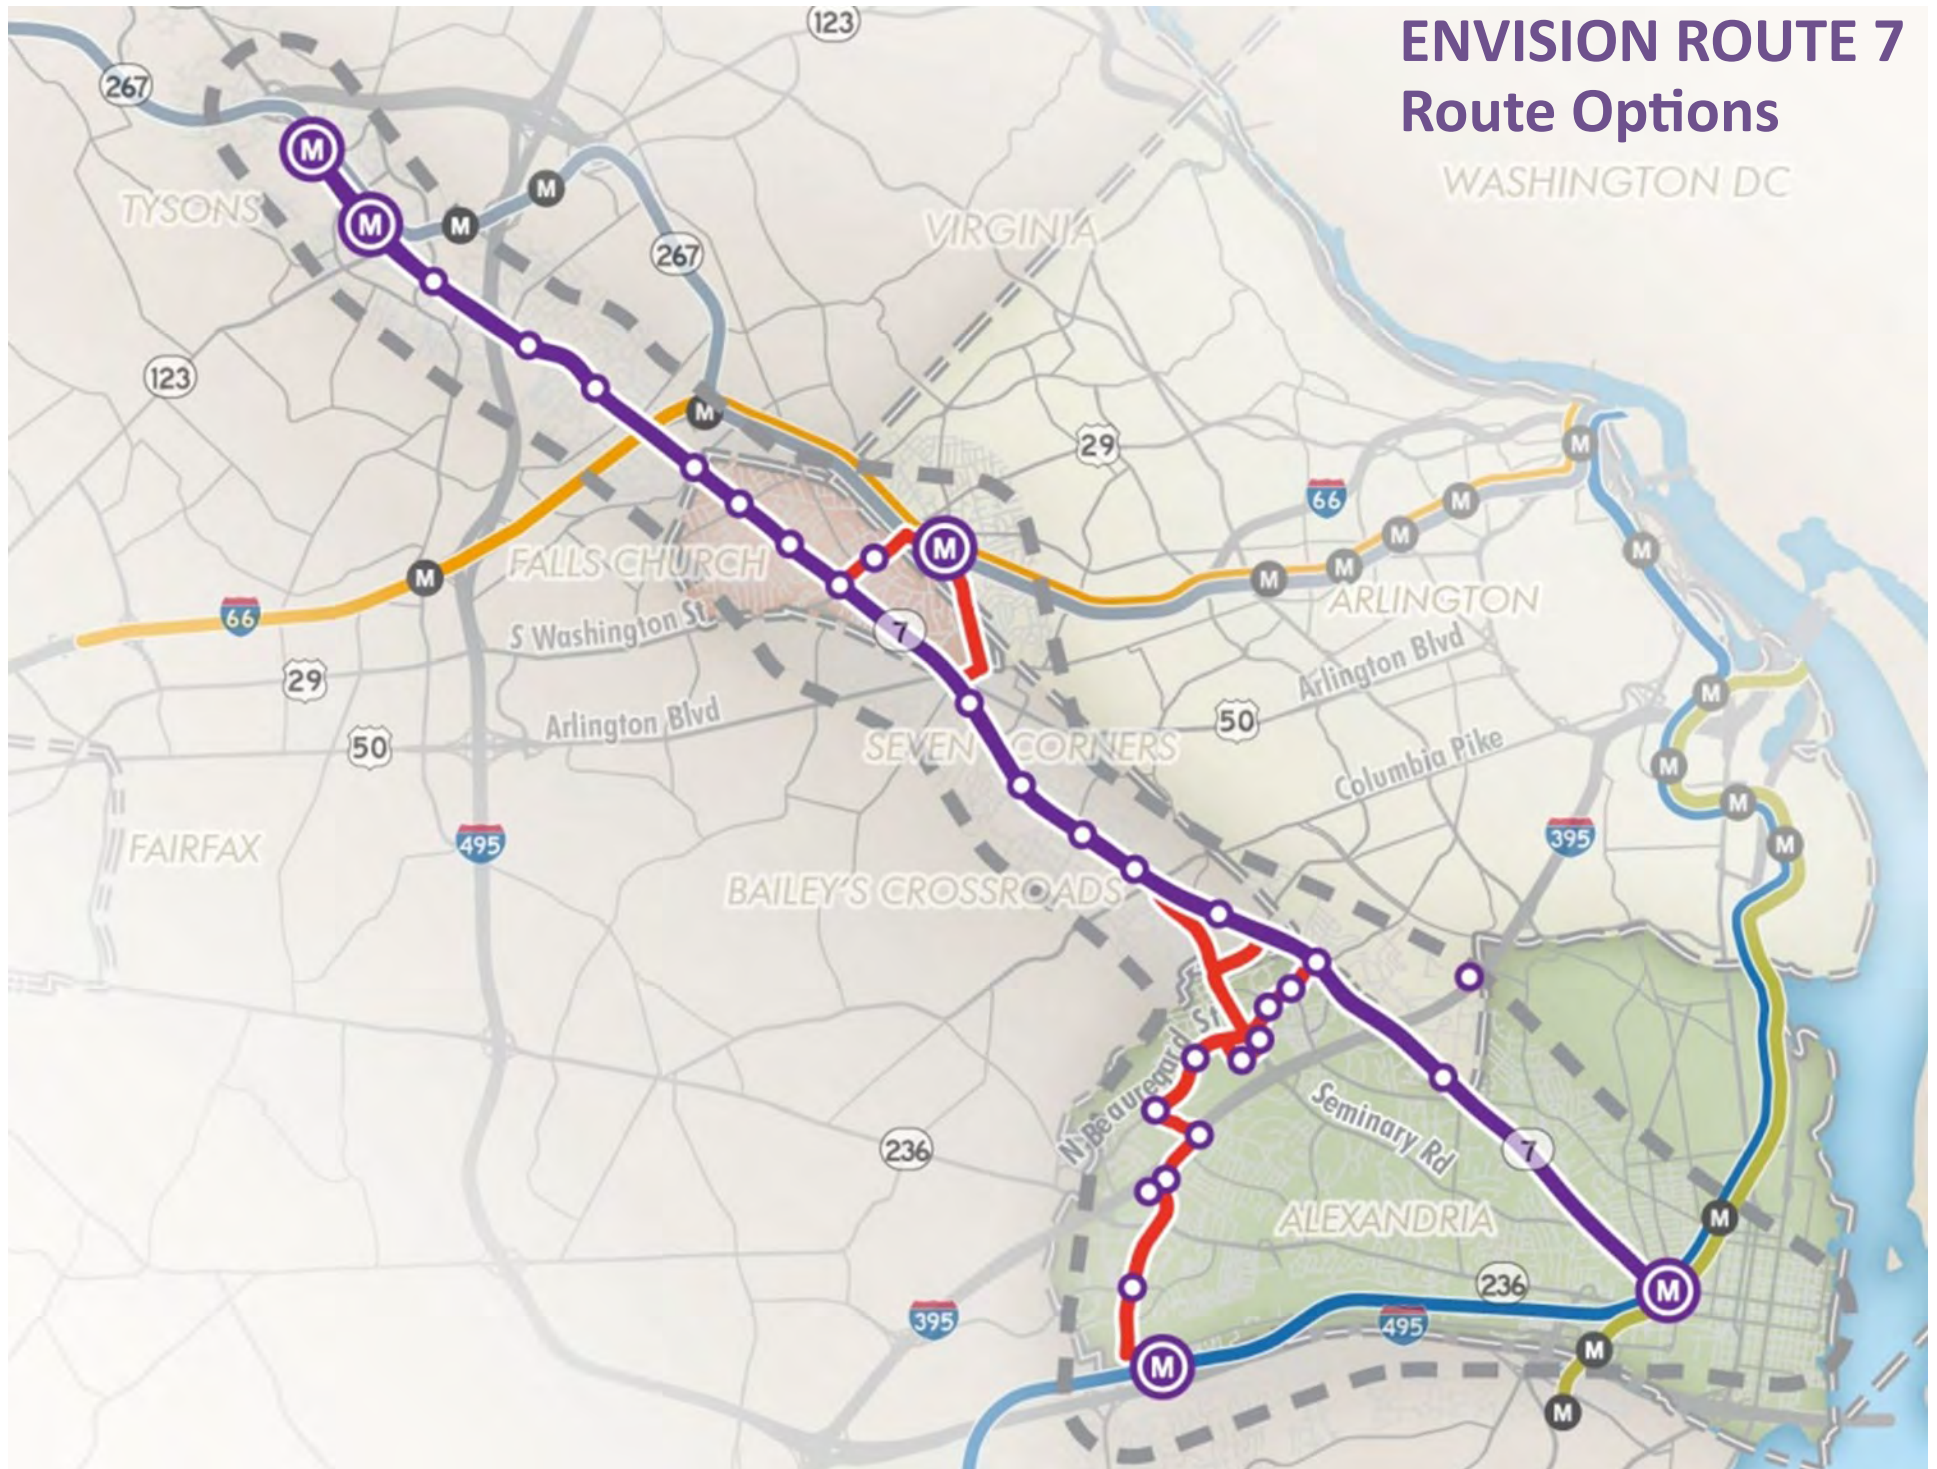 ENVISION ROUTE 7
Route Options
123
267
WASHINGTON DC
TYSONS
VIRGINIA
M
M
M
M
267
123
M
29
M
66
M
M
M
M
FALLS CHURCH
M
M
M
M
ARLINGTON
66
S Washington St
7
29
Arlington Blvd
Arlington Blvd
50
M
50
SEVEN CORNERS
Columbia Pike
M
M
395
M
FAIRFAX
495
BAILEY'S CROSSROADS
N Beauregard St
Seminary Rd
236
7
ALEXANDRIA
M
236
M
395
495
M
M
M